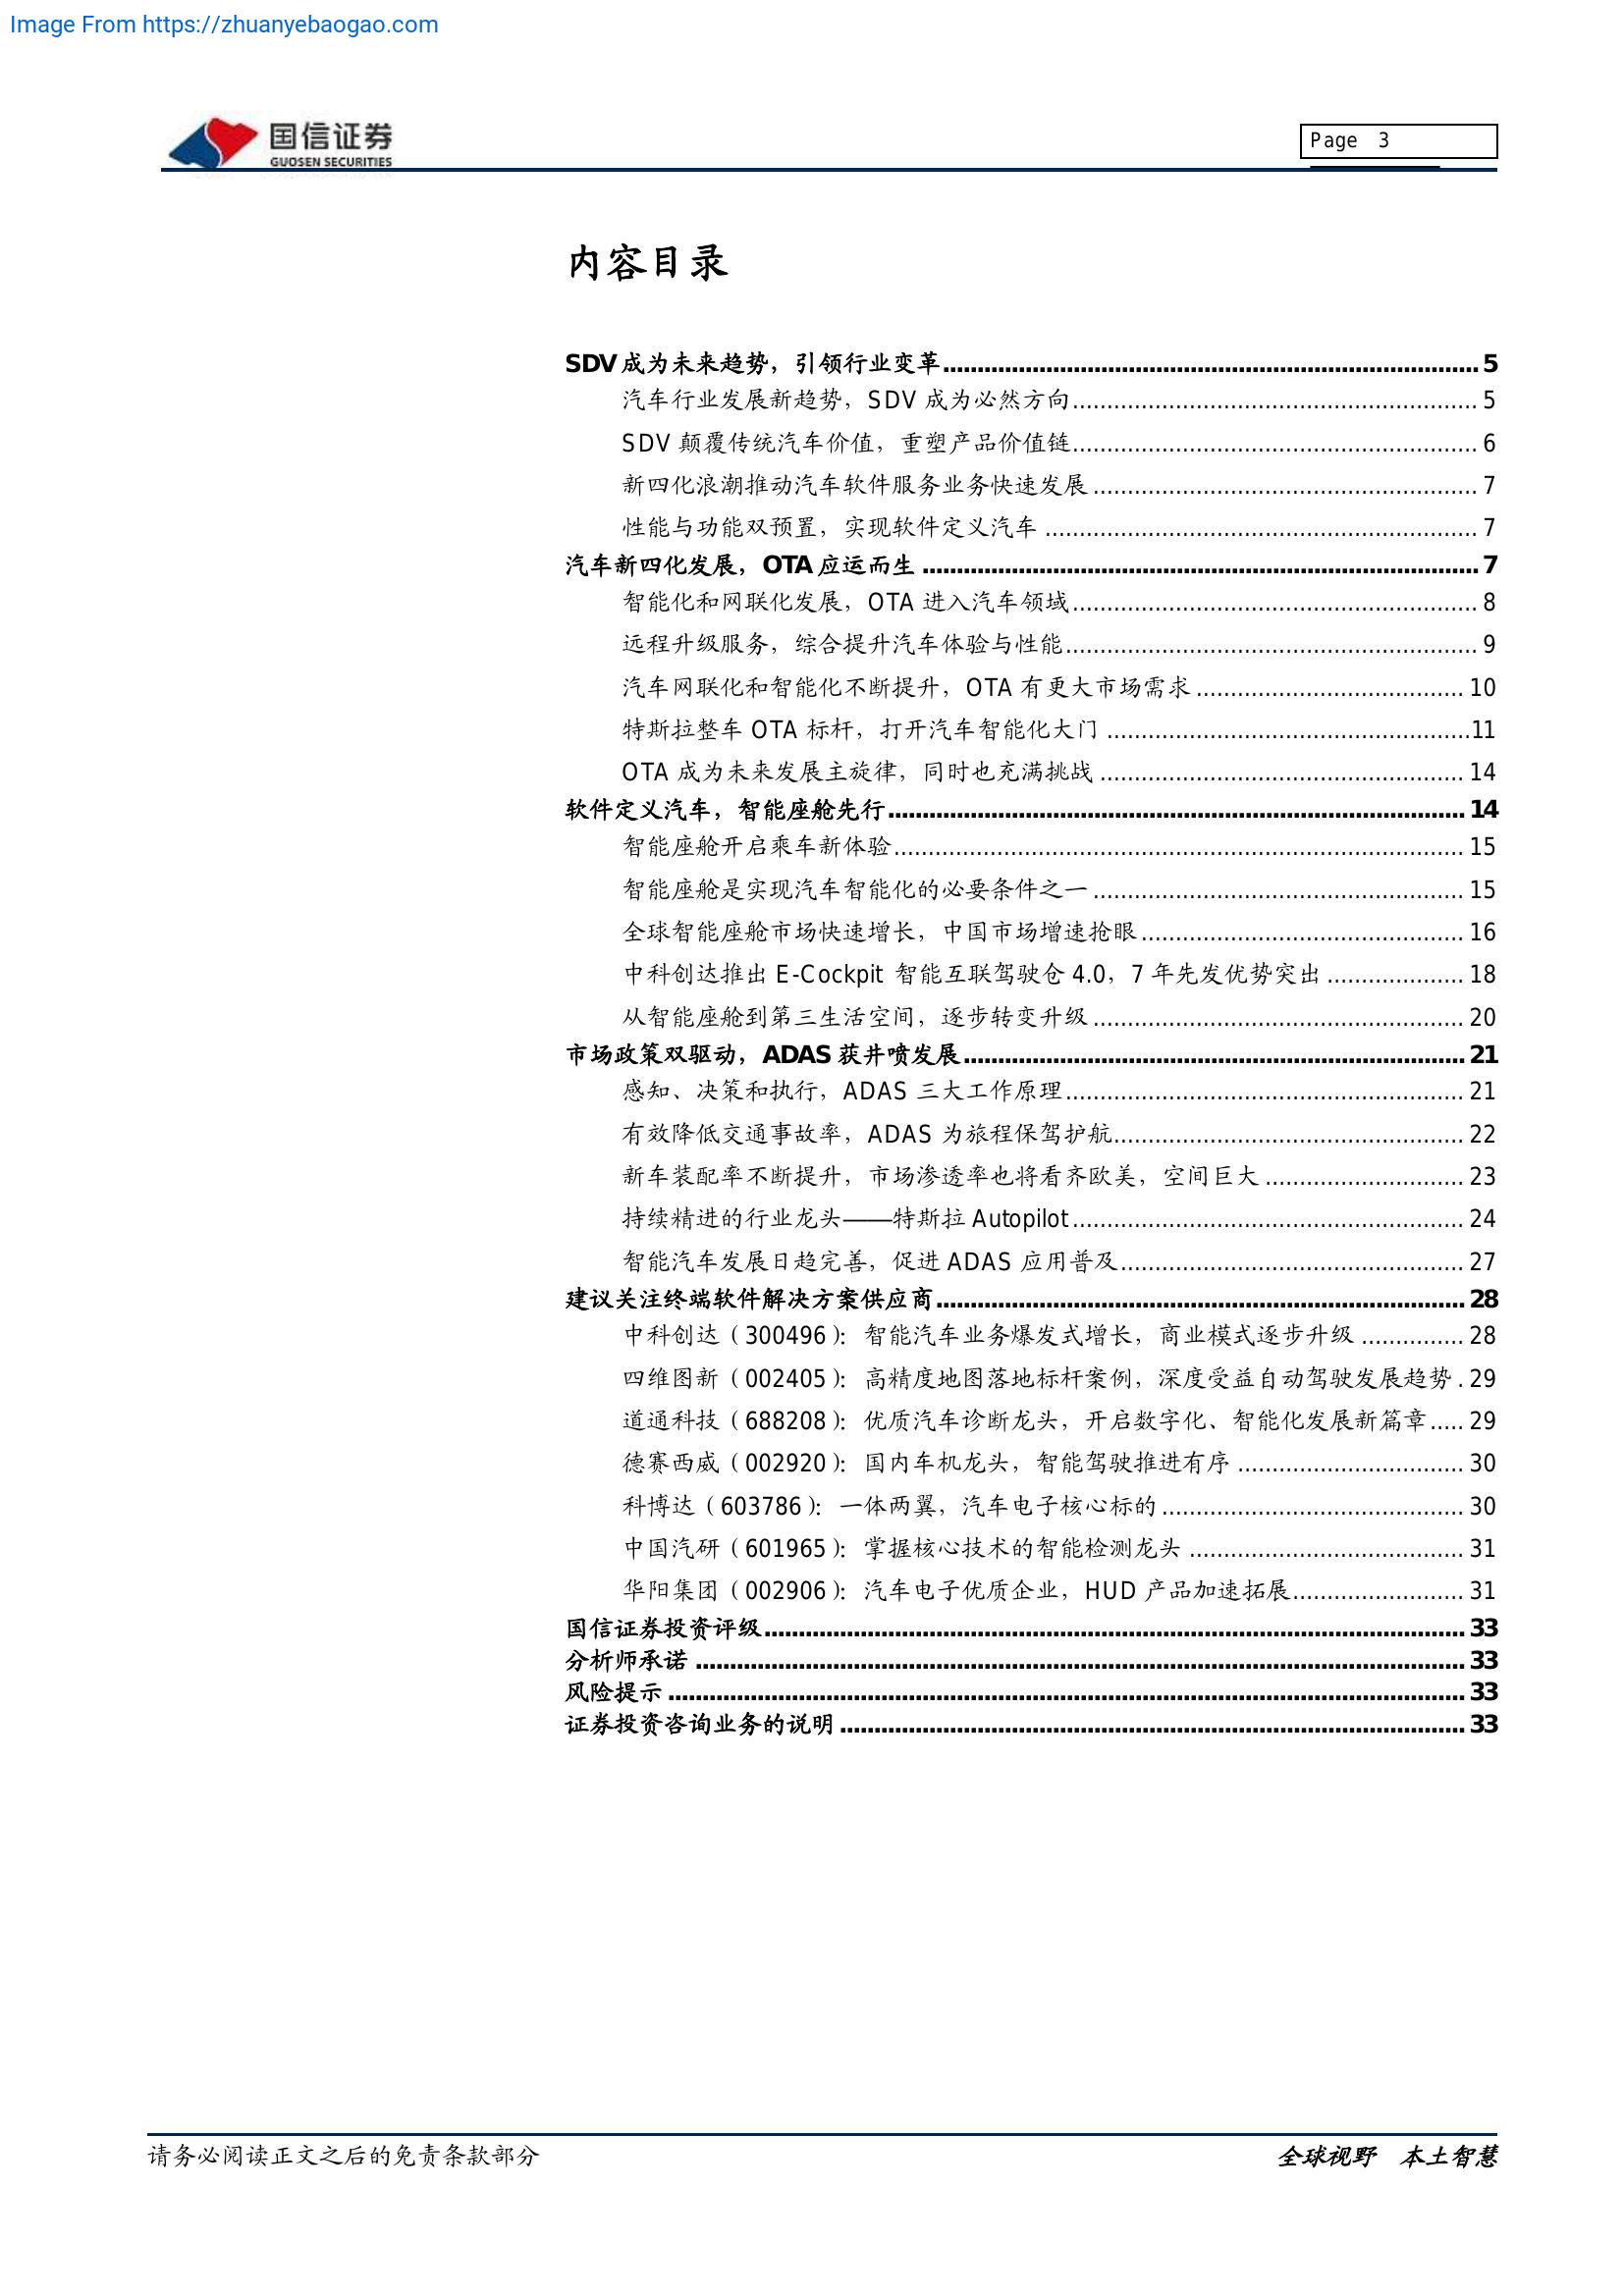 Image From https://zhuanyebaogao.com
国信证券
GUOSEN SECURITIES
Page 3
内容目录
SDV成为未来趋势，引领行业变革 5
汽车行业发展新趋势，SDV 成为必然方向 5
SDV 颠覆传统汽车价值，重塑产品价值链 6
新四化浪潮推动汽车软件服务业务快速发展 7
性能与功能双预置，实现软件定义汽车 7
汽车新四化发展，OTA应运而生 7
智能化和网联化发展，OTA 进入汽车领域 8
远程升级服务，综合提升汽车体验与性能 9
汽车网联化和智能化不断提升，OTA 有更大市场需求 10
特斯拉整车 OTA 标杆，打开汽车智能化大门 11
OTA 成为未来发展主旋律，同时也充满挑战 14
软件定义汽车，智能座舱先行 14
智能座舱开启乘车新体验 15
智能座舱是实现汽车智能化的必要条件之一 15
全球智能座舱市场快速增长，中国市场增速抢眼 16
中科创达推出 E-Cockpit 智能互联驾驶仓 4.0，7 年先发优势突出 18
从智能座舱到第三生活空间，逐步转变升级 20
市场政策双驱动，ADAS 获井喷发展 21
感知、决策和执行，ADAS 三大工作原理 21
有效降低交通事故率，ADAS 为旅程保驾护航 22
新车装配率不断提升，市场渗透率也将看齐欧美，空间巨大 23
持续精进的行业龙头——特斯拉 Autopilot 24
智能汽车发展日趋完善，促进 ADAS 应用普及 27
建议关注终端软件解决方案供应商 28
中科创达（300496）：智能汽车业务爆发式增长，商业模式逐步升级 28
四维图新（002405）：高精度地图落地标杆案例，深度受益自动驾驶发展趋势 29
道通科技（688208）：优质汽车诊断龙头，开启数字化、智能化发展新篇章 29
德赛西威（002920）：国内车机龙头，智能驾驶推进有序 30
科博达（603786）：一体两翼，汽车电子核心标的 30
中国汽研（601965）：掌握核心技术的智能检测龙头 31
华阳集团（002906）：汽车电子优质企业，HUD 产品加速拓展 31
国信证券投资评级 33
分析师承诺 33
风险提示 33
证券投资咨询业务的说明 33
请务必阅读正文之后的免责条款部分
全球视野 本土智慧